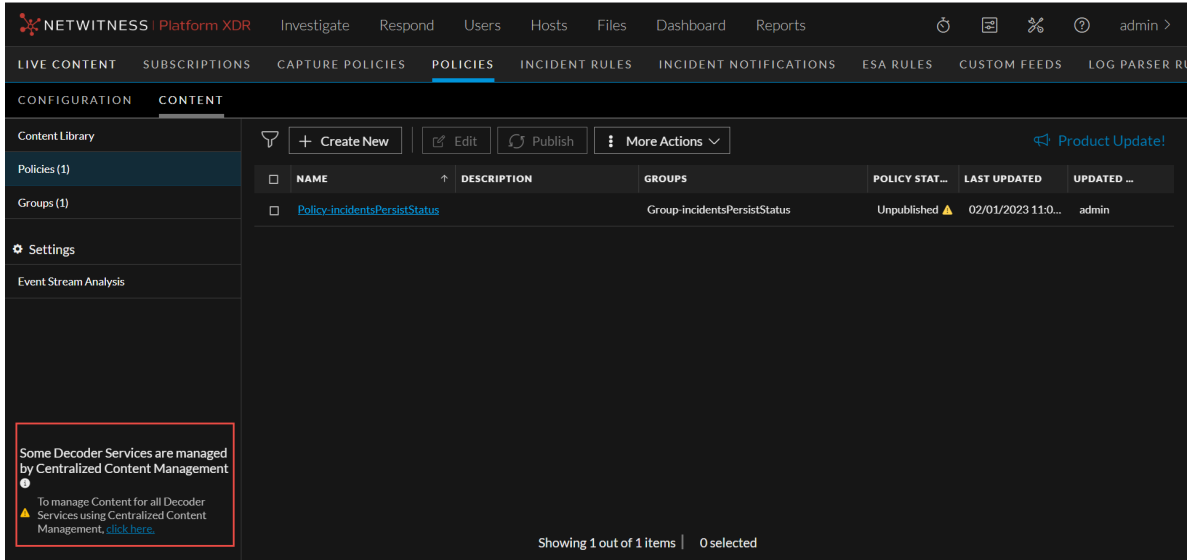 NETWITNESS Platform XDR Investigate Respond Users Hosts Files Dashboard Reports admin >
LIVE CONTENT SUBSCRIPTIONS CAPTURE POLICIES POLICIES INCIDENT RULES INCIDENT NOTIFICATIONS ESA RULES CUSTOM FEEDS LOG PARSER RU
CONFIGURATION CONTENT
Content Library
+ Create New Edit Publish More Actions Product Update!
Policies (1)
NAME ↑ DESCRIPTION GROUPS POLICY STAT... LAST UPDATED UPDATED ...
Groups (1)
Policy-incidentsPersistStatus Group-incidentsPersistStatus Unpublished 02/01/2023 11:0... admin
Settings
Event Stream Analysis
Some Decoder Services are managed
by Centralized Content Management
To manage Content for all Decoder
Services using Centralized Content
Management, click here.
Showing 1 out of 1 items | 0 selected